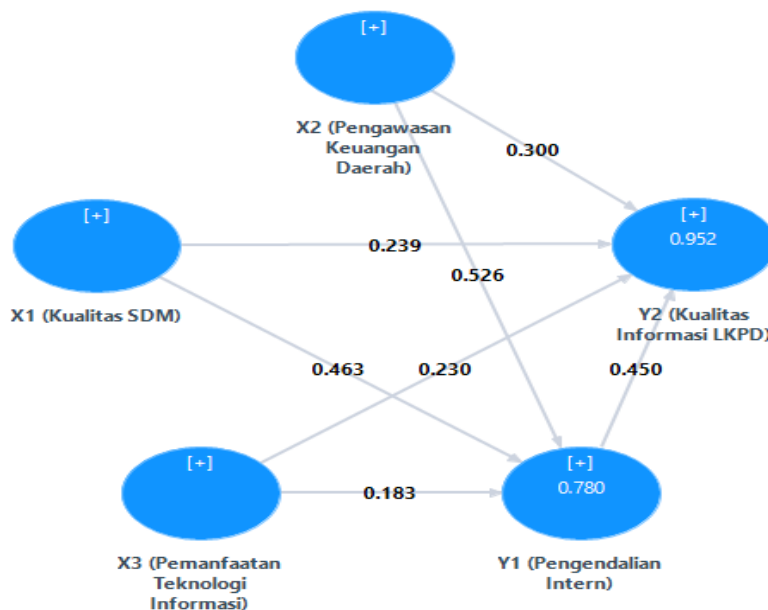 [+]
X2 (Pengawasan
Keuangan
Daerah)
0.300
[+]
X1 (Kualitas SDM)
0.239
0.526
[+]
0.952
Y2 (Kualitas
Informasi LKPD)
0.463
0.230
0.450
[+]
X3 (Pemanfaatan
Teknologi
Informasi)
0.183
[+]
0.780
Y1 (Pengendalian
Intern)